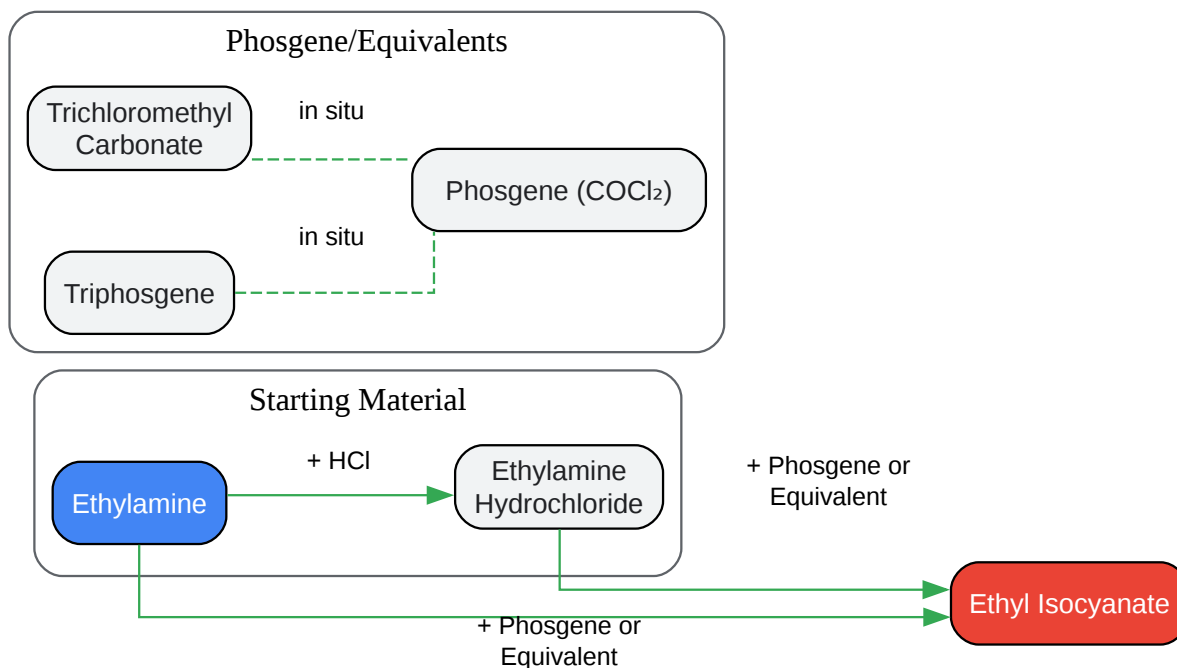 Phosgene/Equivalents
Trichloromethyl
Carbonate
in situ
Phosgene (COCl₂)
in situ
Triphosgene
Starting Material
+ HCl
Ethylamine
Ethylamine
Hydrochloride
+ Phosgene or
Equivalent
Ethyl Isocyanate
+ Phosgene or
Equivalent